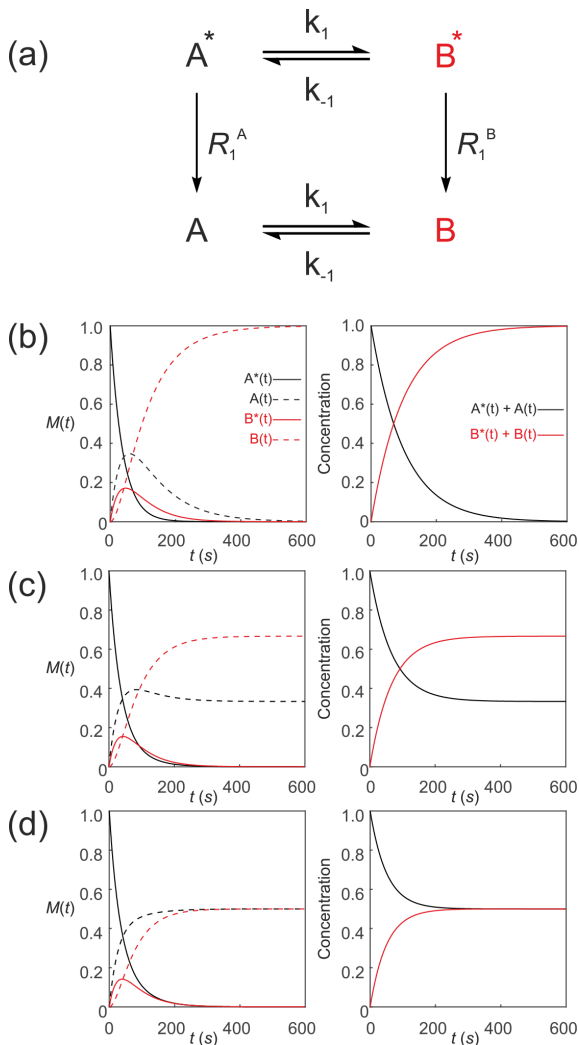 (a)
k1
A* B*
k-1
R1A R1B
k1
A B
k-1
(b)
1.0 0.8 0.6 0.4 0.2 0
M(t)
A*(t)
A(t)
B*(t)
B(t)
0 200 400 600
t (s)
1.0 0.8 0.6 0.4 0.2 0
Concentration
A*(t) + A(t)
B*(t) + B(t)
0 200 400 600
t (s)
(c)
1.0 0.8 0.6 0.4 0.2 0
M(t)
0 200 400 600
t (s)
1.0 0.8 0.6 0.4 0.2 0
Concentration
0 200 400 600
t (s)
(d)
1.0 0.8 0.6 0.4 0.2 0
M(t)
0 200 400 600
t (s)
1.0 0.8 0.6 0.4 0.2 0
Concentration
0 200 400 600
t (s)